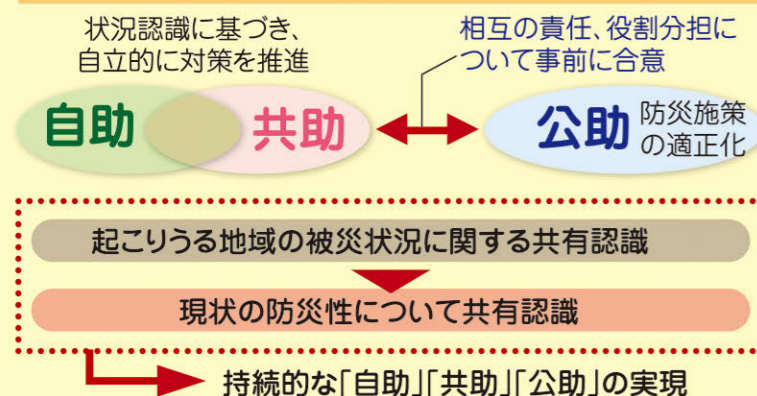 状況認識に基づき、
自立的に対策を推進
相互の責任、役割分担に
ついて事前に合意
自助
共助
公助
防災施策
の適正化
起こりうる地域の被災状況に関する共有認識
現状の防災性について共有認識
持続的な「自助」「共助」「公助」の実現